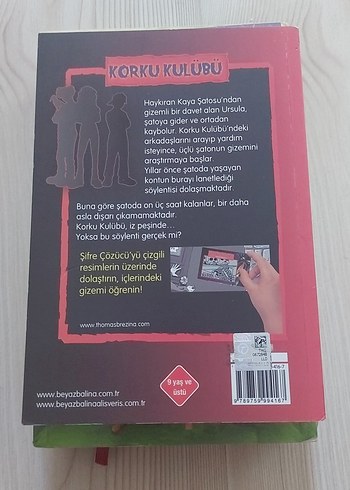 KORKU KULÜBÜ
Haykıran Kaya Şatosu'ndan
gizemli bir davet alan Ursula,
şatoya gider ve ortadan
kaybolur. Korku Kulübü'ndeki
arkadaşlarını arayıp yardım
isteyince, üçlü şatonun gizemini
araştırmaya başlar.
Yıllar önce şatoda yaşayan
kontun burayı lanetlediği
söylentisi dolaşmaktadır.
Buna göre şatoda on üç saat kalanlar, bir daha
asla dışarı çıkamamaktadır.
Korku Kulübü, iz peşinde...
Yoksa bu söylenti gerçek mi?
Şifre Çözücü'yü çizgili
resimlerin üzerinde
dolaştırın, içlerindeki
gizemi öğrenin!
www.thomasbrezina.com
9 yaş ve
üstü
www.beyazbalina.com.tr
www.beyazbalinaalisveris.com.tr
9 789759 994167